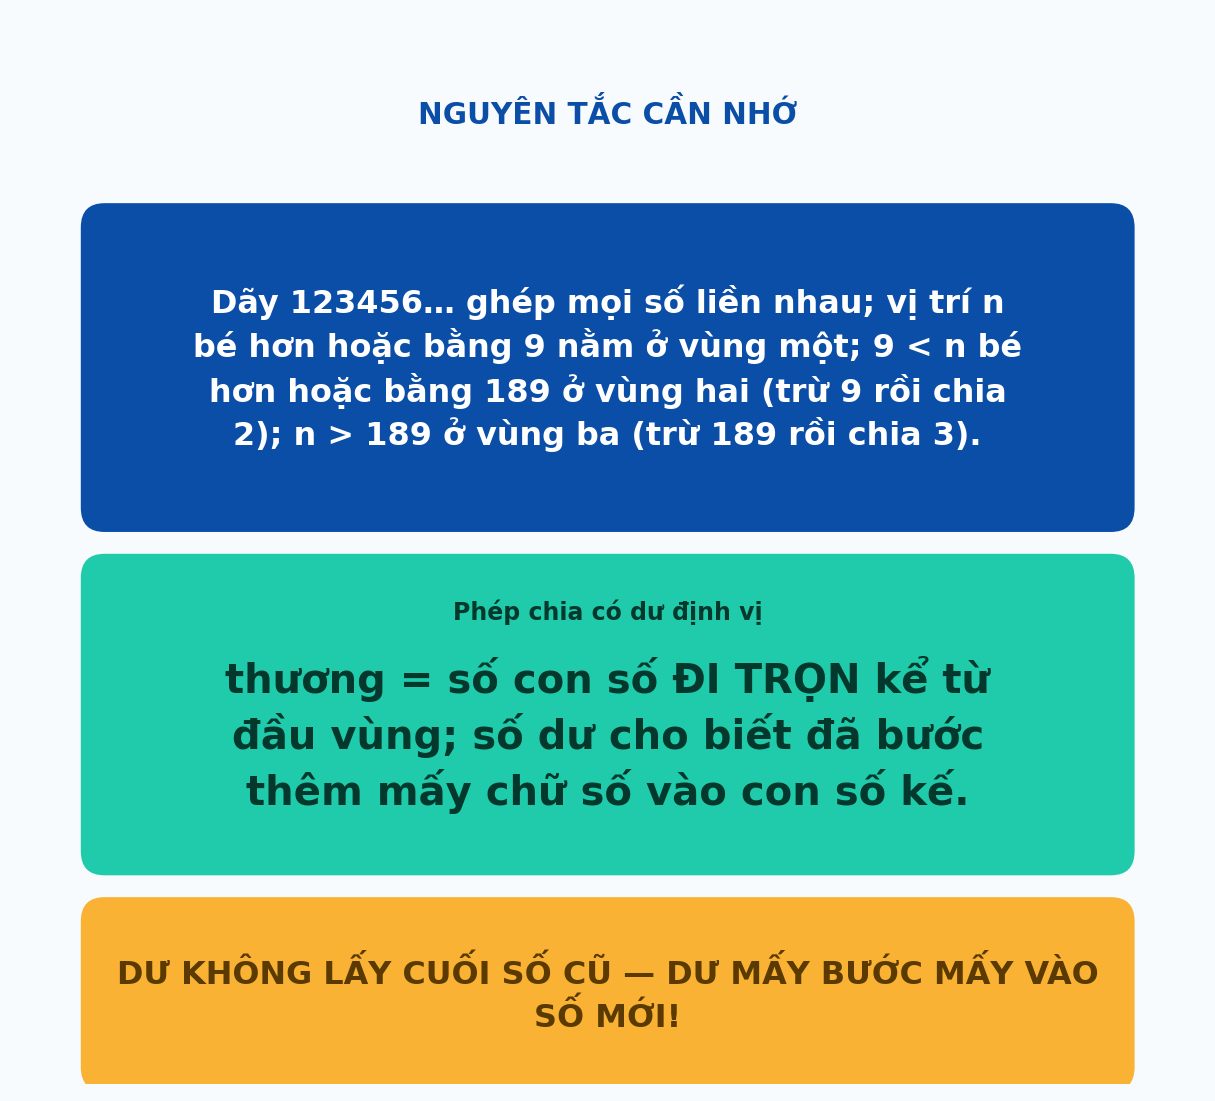 NGUYÊN TẮC CẦN NHỚ
Dãy 123456… ghép mọi số liền nhau; vị trí n
bé hơn hoặc bằng 9 nằm ở vùng một; 9 < n bé
hơn hoặc bằng 189 ở vùng hai (trừ 9 rồi chia
2); n > 189 ở vùng ba (trừ 189 rồi chia 3).
Phép chia có dư định vị
thương = số con số ĐI TRỌN kể từ
đầu vùng; số dư cho biết đã bước
thêm mấy chữ số vào con số kế.
DƯ KHÔNG LẤY CUỐI SỐ CŨ — DƯ MẤY BƯỚC MẤY VÀO
SỐ MỚI!